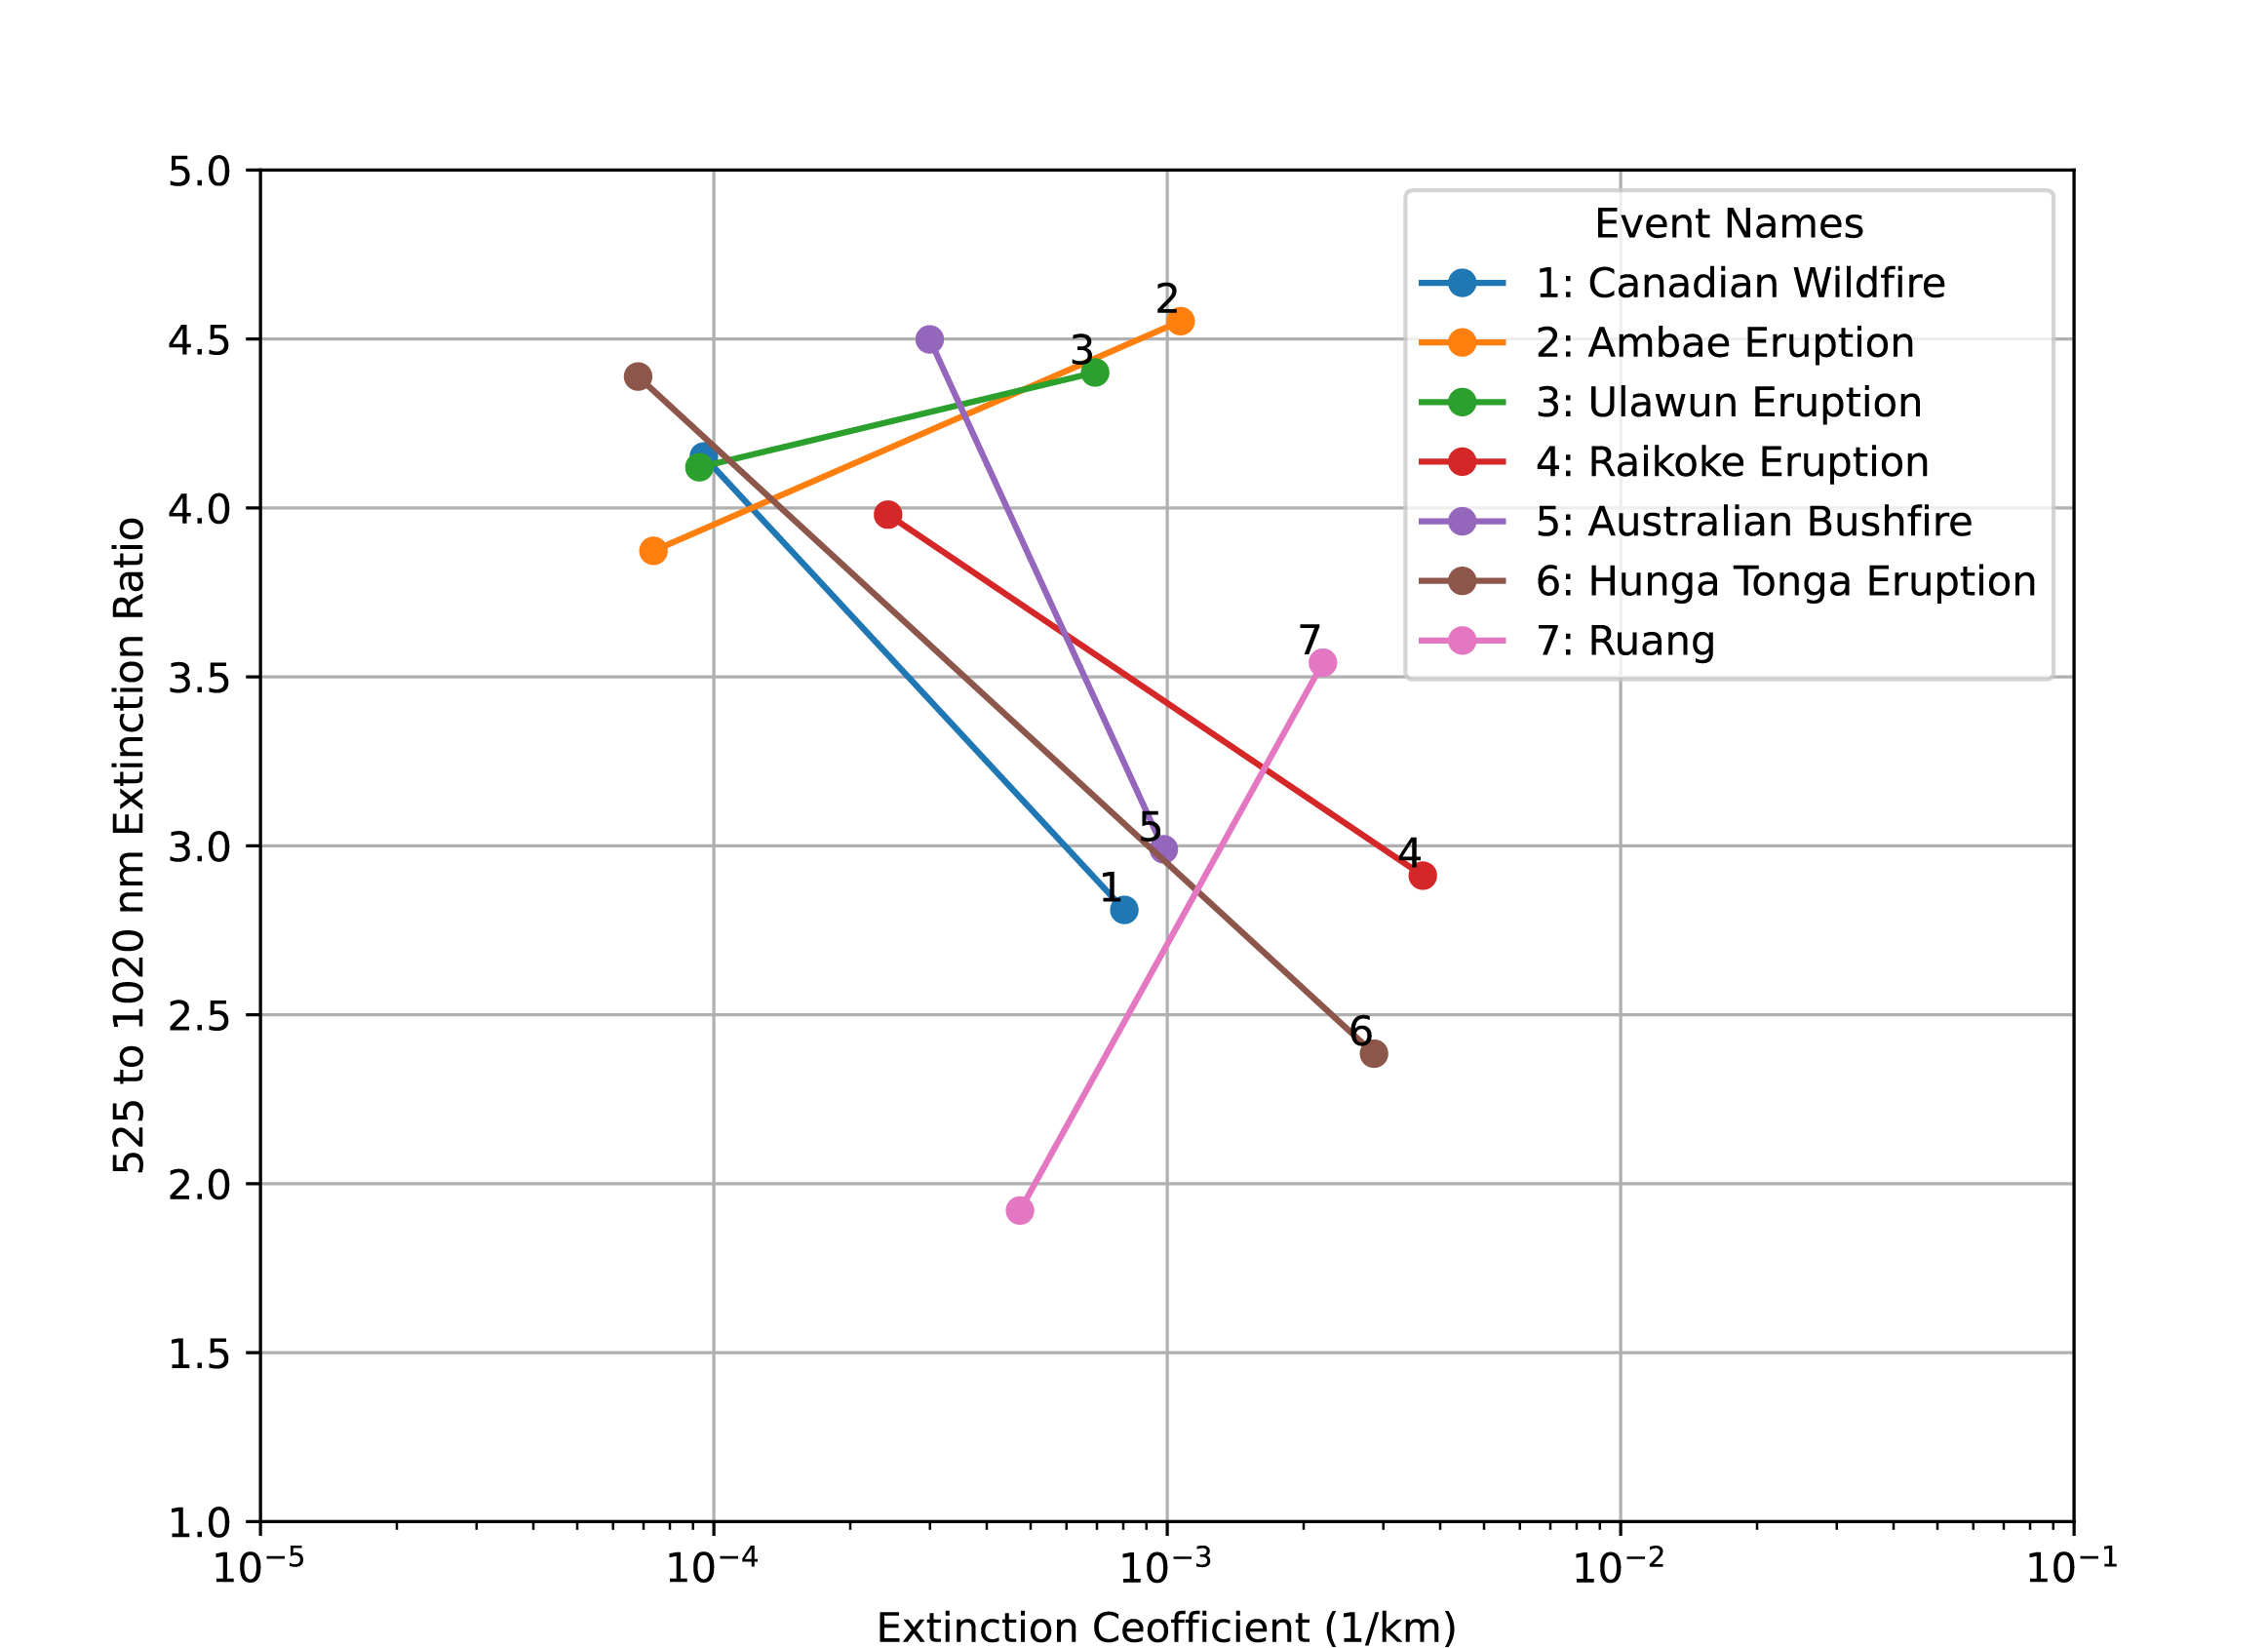 5.0
4.5
4.0
3.5
3.0
2.5
2.0
1.5
1.0
525 to 1020 nm Extinction Ratio
2
3
7
5
4
1
6
Event Names
1: Canadian Wildfire
2: Ambae Eruption
3: Ulawun Eruption
4: Raikoke Eruption
5: Australian Bushfire
6: Hunga Tonga Eruption
7: Ruang
10⁻⁵ 10⁻⁴ 10⁻³ 10⁻² 10⁻¹
Extinction Ceofficient (1/km)